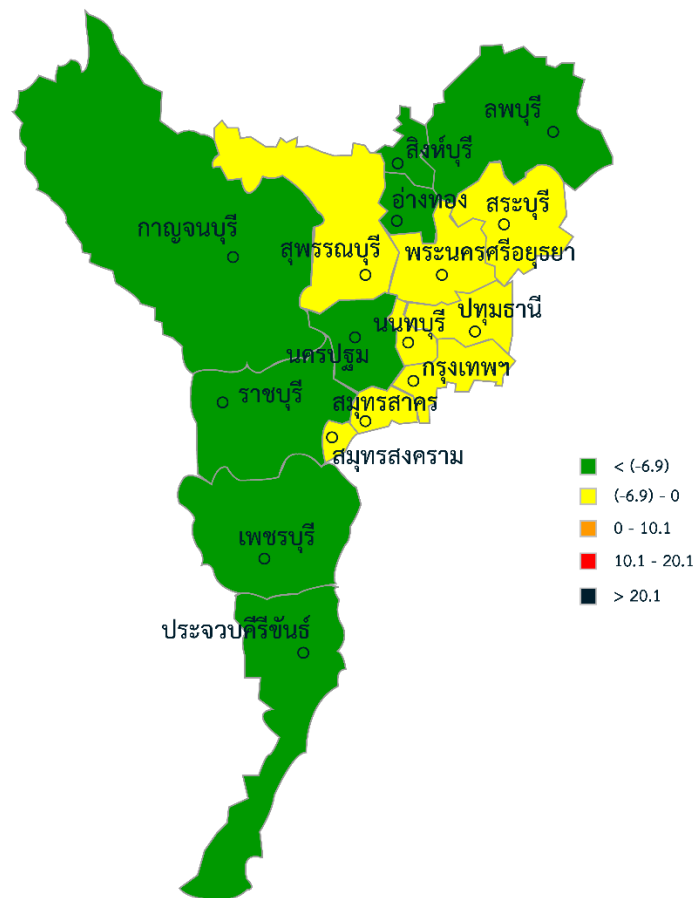 ลพบุรี
สิงห์บุรี
อ่างทอง
สระบุรี
กาญจนบุรี
สุพรรณบุรี
พระนครศรีอยุธยา
ปทุมธานี
นนทบุรี
นครปฐม
กรุงเทพฯ
ราชบุรี
สมุทรสาคร
สมุทรสงคราม
< (-6.9)
(-6.9) - 0
0 - 10.1
10.1 - 20.1
> 20.1
เพชรบุรี
ประจวบคีรีขันธ์